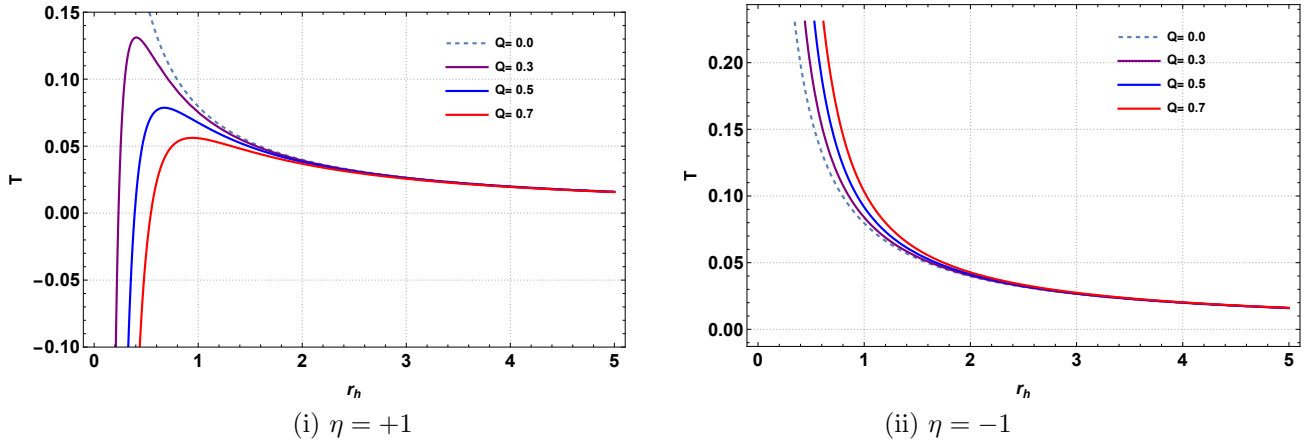 0.15
0.10
0.05
0.00
−0.05
−0.10
T
Q= 0.0
Q= 0.3
Q= 0.5
Q= 0.7
0 1 2 3 4 5
r_h
(i) η = +1
0.20
0.15
0.10
0.05
0.00
T
Q= 0.0
Q= 0.3
Q= 0.5
Q= 0.7
0 1 2 3 4 5
r_h
(ii) η = −1